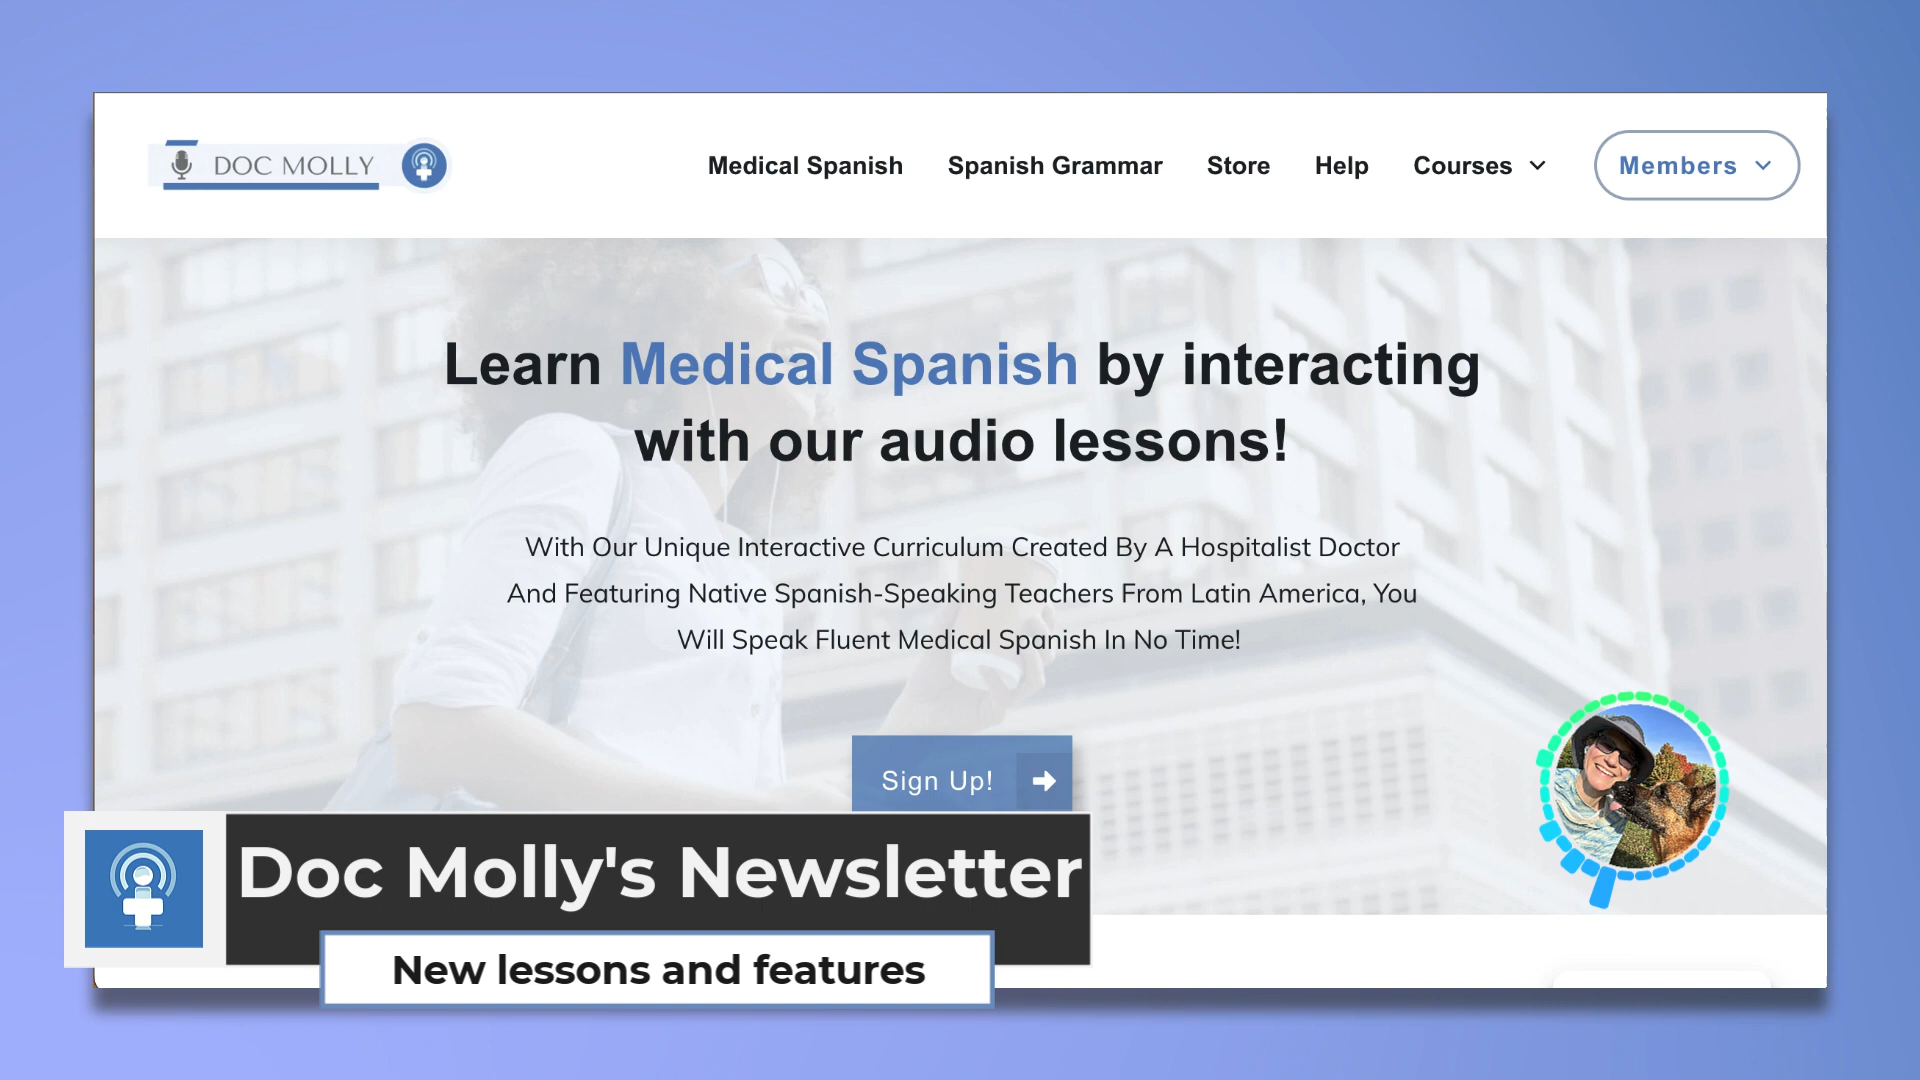 DOC MOLLY
Medical Spanish
Spanish Grammar
Store
Help
Courses
Members
Learn Medical Spanish by interacting
with our audio lessons!
With Our Unique Interactive Curriculum Created By A Hospitalist Doctor
And Featuring Native Spanish-Speaking Teachers From Latin America, You
Will Speak Fluent Medical Spanish In No Time!
Sign Up!
Doc Molly's Newsletter
New lessons and features